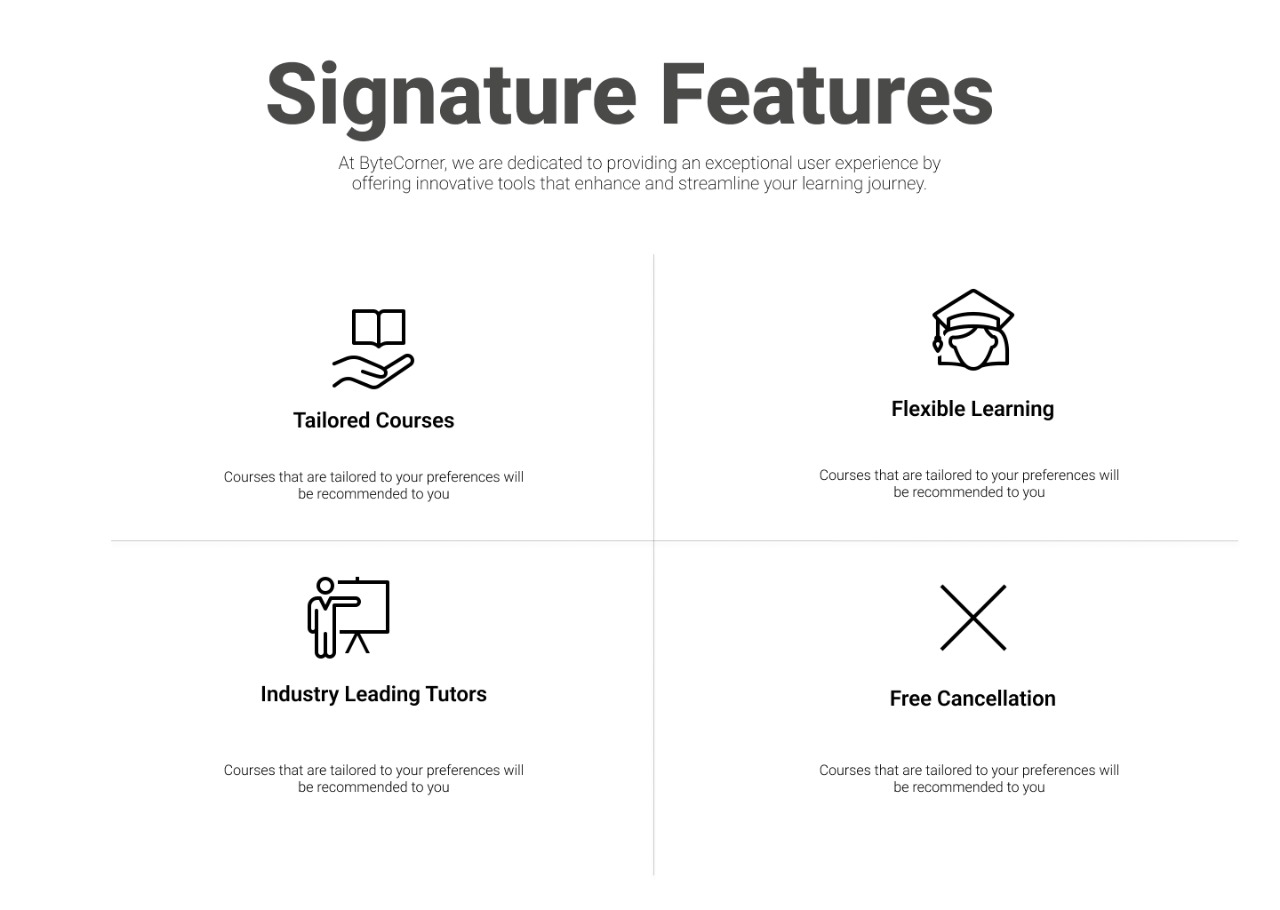 Signature Features
At ByteCorner, we are dedicated to providing an exceptional user experience by
offering innovative tools that enhance and streamline your learning journey.
Tailored Courses
Courses that are tailored to your preferences will
be recommended to you
Flexible Learning
Courses that are tailored to your preferences will
be recommended to you
Industry Leading Tutors
Courses that are tailored to your preferences will
be recommended to you
Free Cancellation
Courses that are tailored to your preferences will
be recommended to you